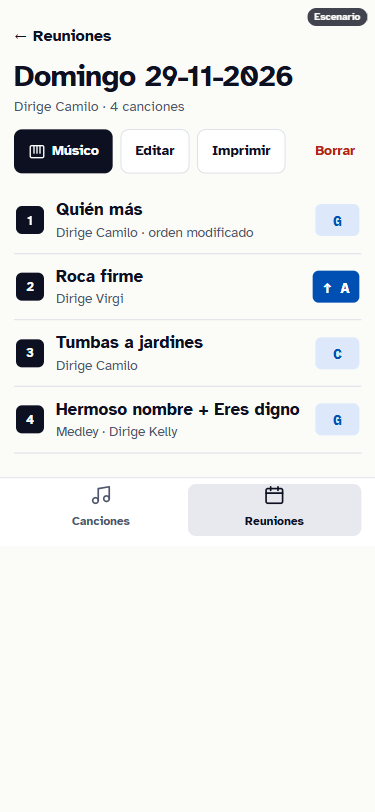 Escenario
← Reuniones
Domingo 29-11-2026
Dirige Camilo · 4 canciones
Músico Editar Imprimir Borrar
1 Quién más G
Dirige Camilo · orden modificado
2 Roca firme ↑ A
Dirige Virgi
3 Tumbas a jardines C
Dirige Camilo
4 Hermoso nombre + Eres digno G
Medley · Dirige Kelly
Canciones Reuniones